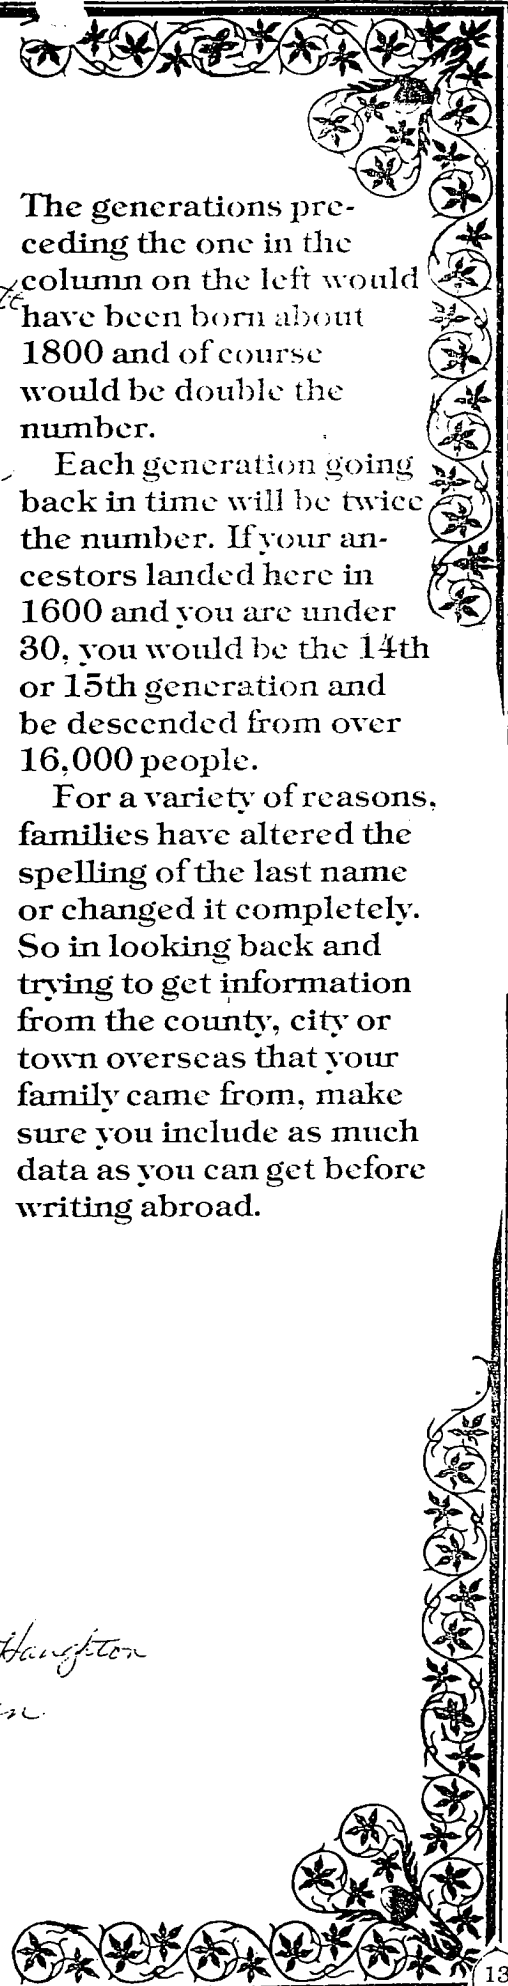 The generations pre-
ceding the one in the
column on the left would
have been born about
1800 and of course
would be double the
number.
Each generation going
back in time will be twice
the number. If your an-
cestors landed here in
1600 and you are under
30, you would be the 14th
or 15th generation and
be descended from over
16,000 people.
For a variety of reasons,
families have altered the
spelling of the last name
or changed it completely.
So in looking back and
trying to get information
from the county, city or
town overseas that your
family came from, make
sure you include as much
data as you can get before
writing abroad.
Haughton
13